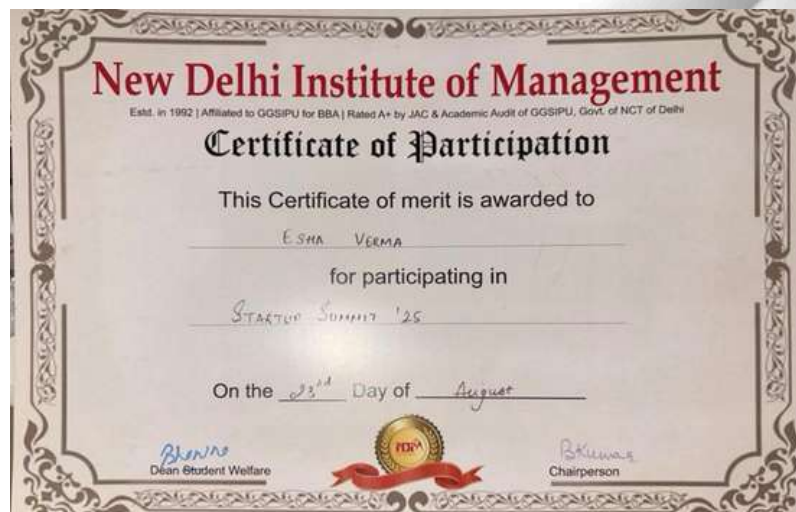 New Delhi Institute of Management
Estd. in 1992 | Affiliated to GGSIPU for BBA | Rated A+ by JAC & Academic Audit of GGSIPU, Govt. of NCT of Delhi
Certificate of Participation
This Certificate of merit is awarded to
ESHA VERMA
for participating in
STARTUP SUMMIT '25
On the 23rd Day of August
NDIM
BKumar
Dean Student Welfare
Chairperson